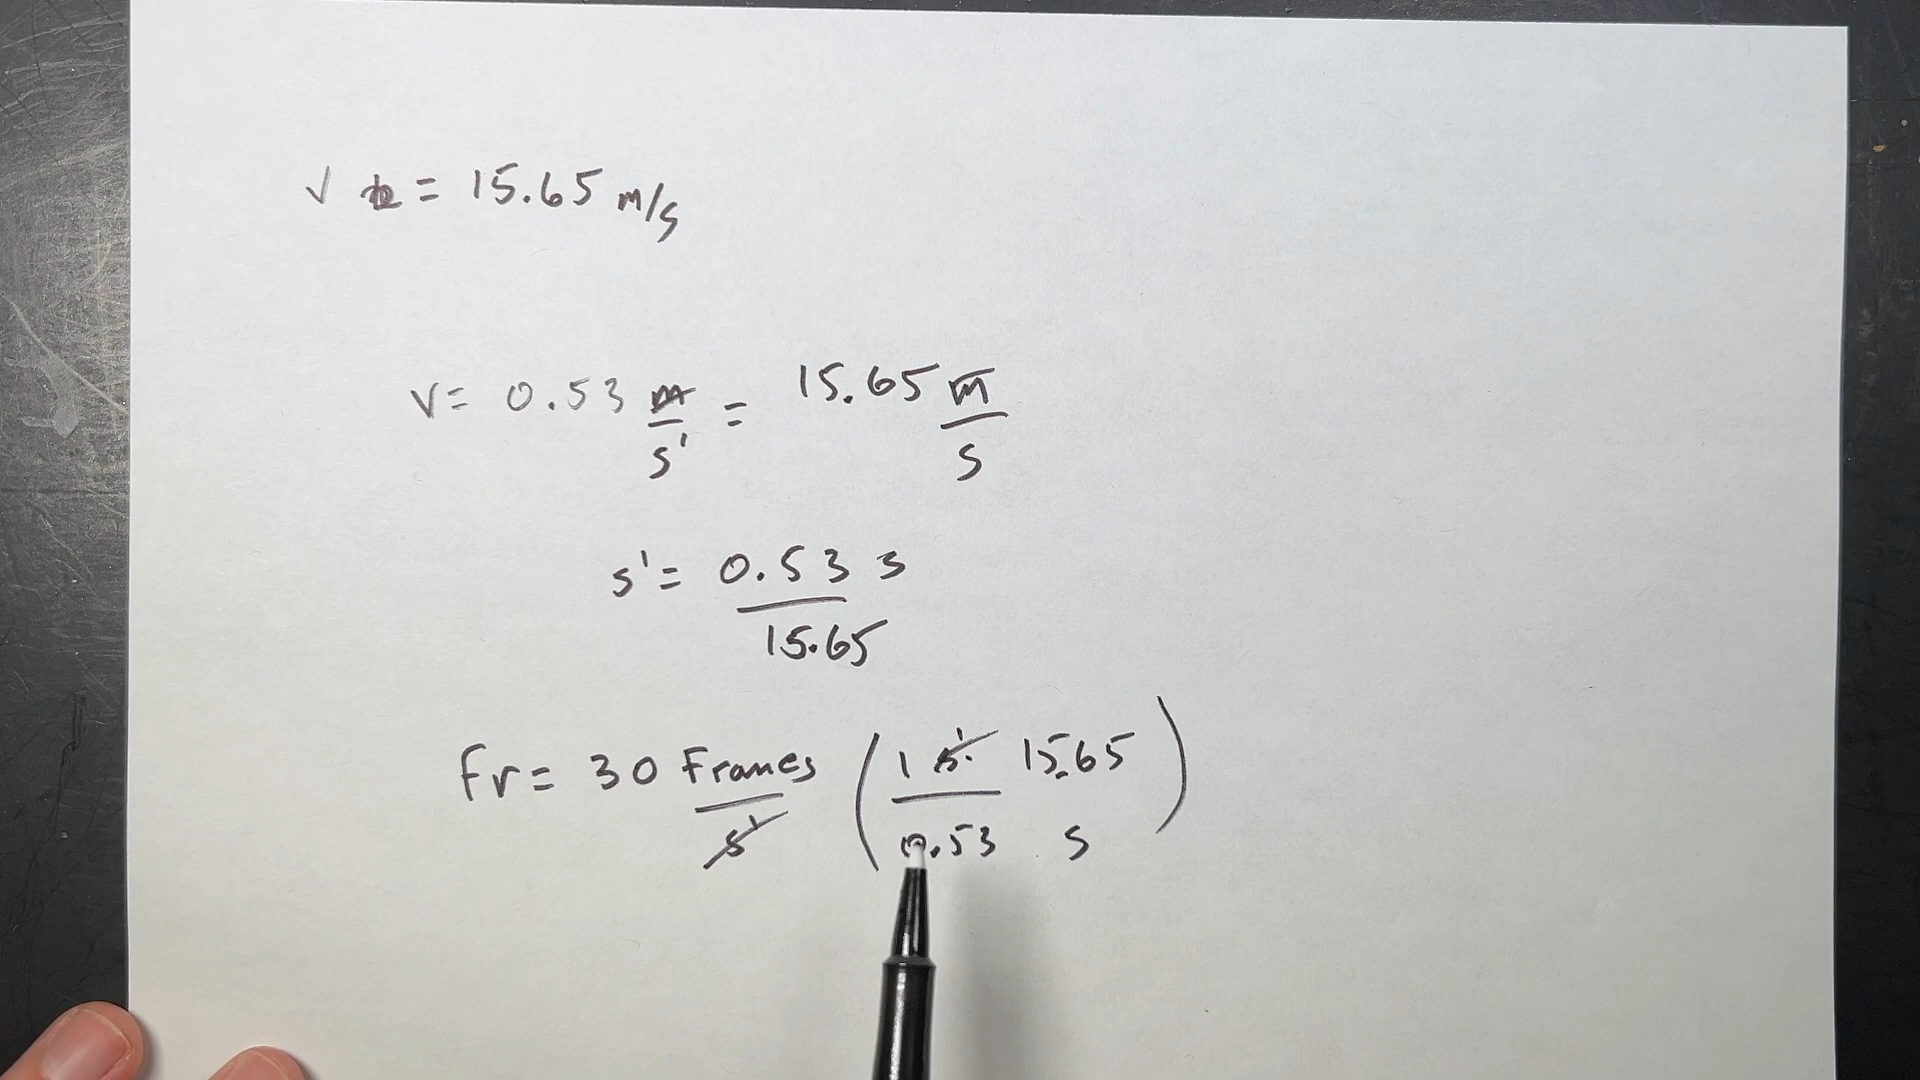 v = 15.65 m/s
v = 0.53 m/s' = 15.65 m/s
s' = 0.53 s / 15.65
Fr = 30 Frames/s' (1 s' 15.65 / 0.53 s)